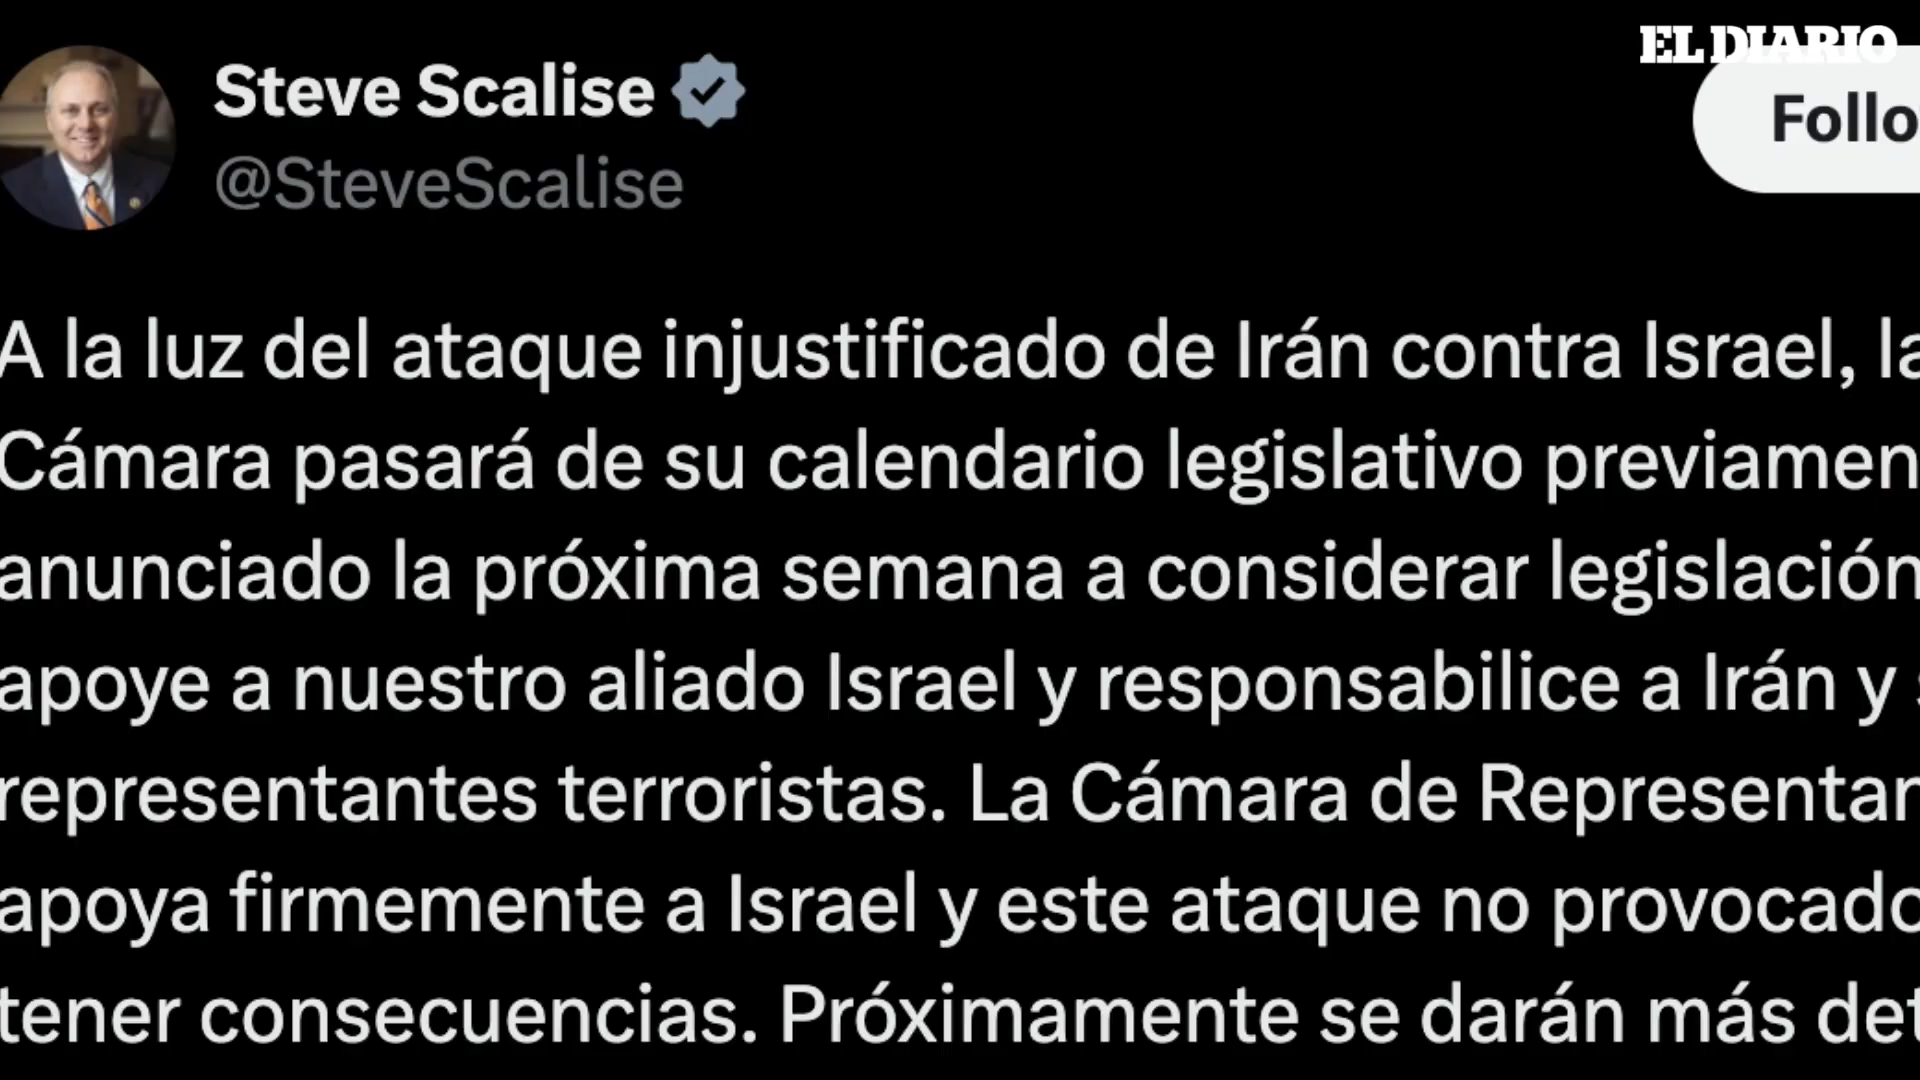 EL DIARIO
Steve Scalise
@SteveScalise
Follo
A la luz del ataque injustificado de Irán contra Israel, la
Cámara pasará de su calendario legislativo previamen
anunciado la próxima semana a considerar legislación
apoye a nuestro aliado Israel y responsabilice a Irán y s
representantes terroristas. La Cámara de Representan
apoya firmemente a Israel y este ataque no provocado
tener consecuencias. Próximamente se darán más det